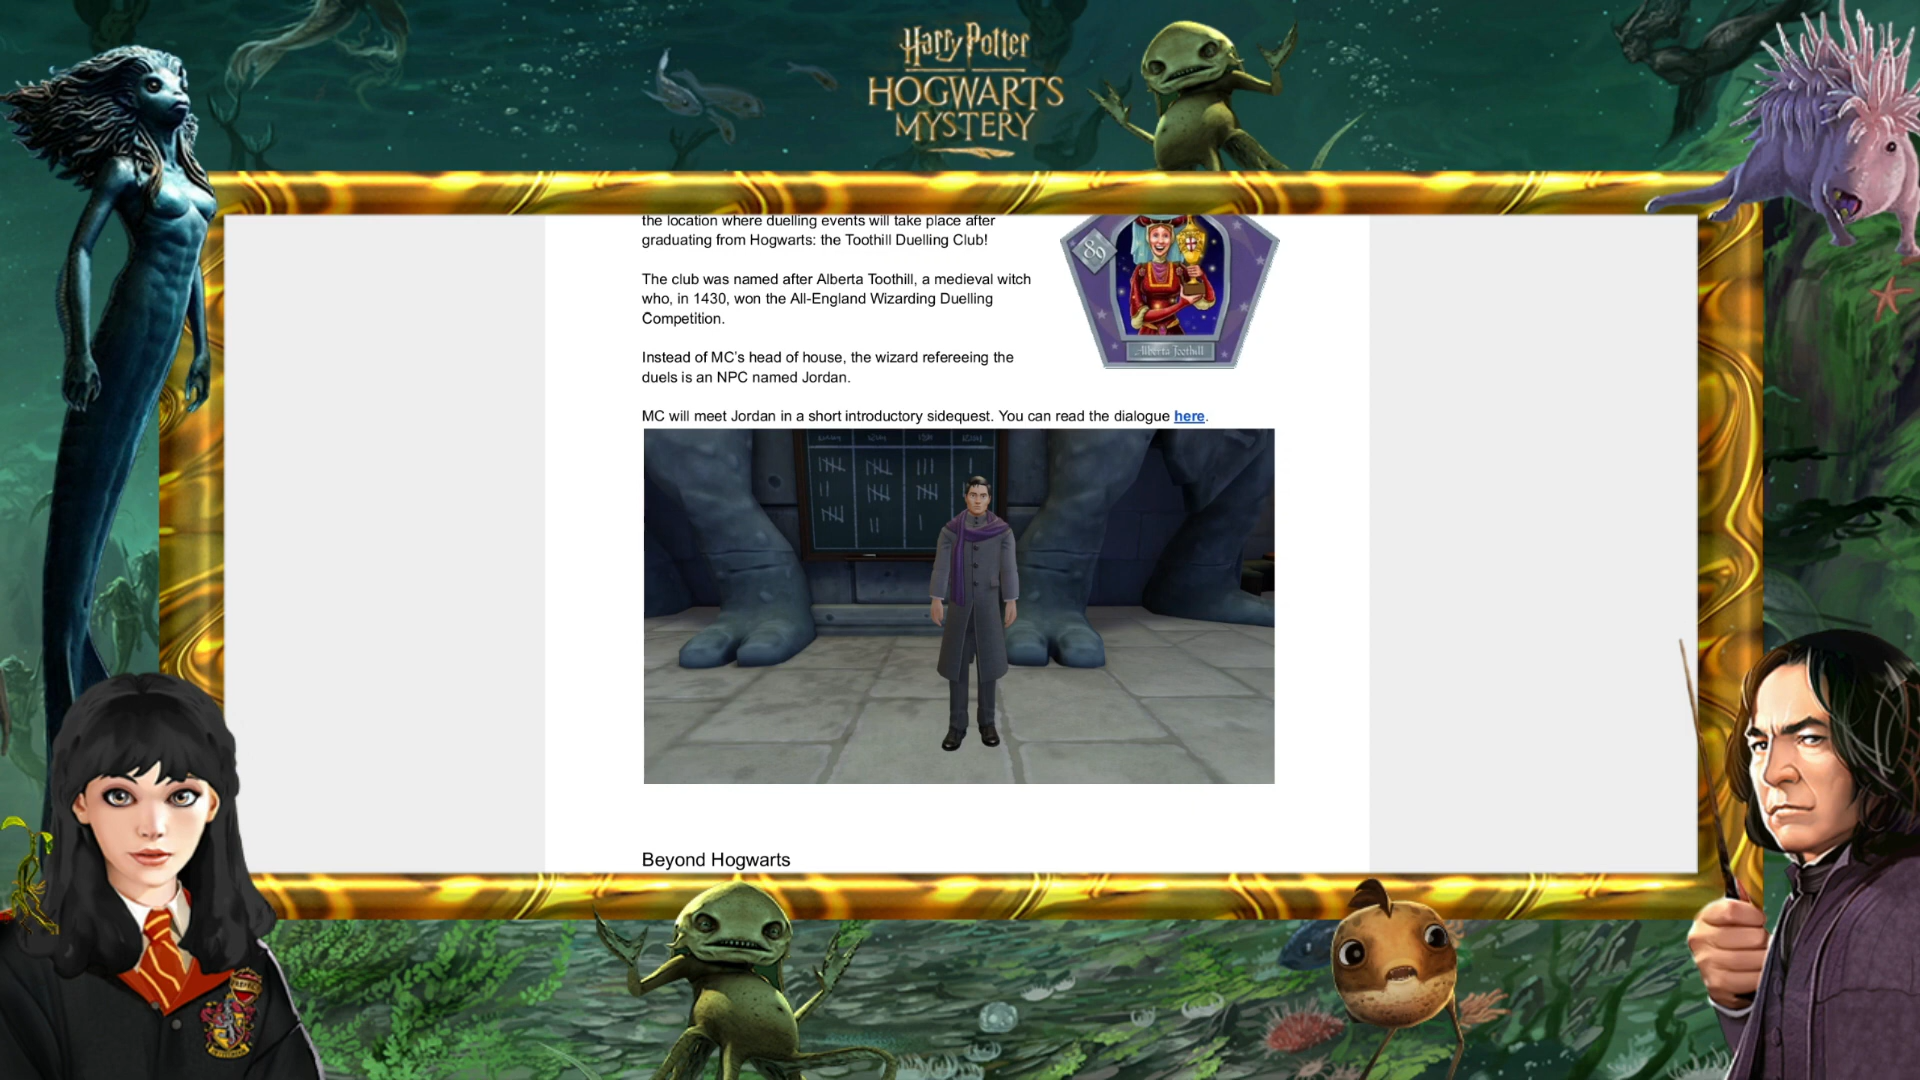 Harry Potter
HOGWARTS
MYSTERY
the location where duelling events will take place after
graduating from Hogwarts: the Toothill Duelling Club!
89
The club was named after Alberta Toothill, a medieval witch
who, in 1430, won the All-England Wizarding Duelling
Competition.
Alberta Toothill
Instead of MC's head of house, the wizard refereeing the
duels is an NPC named Jordan.
MC will meet Jordan in a short introductory sidequest. You can read the dialogue here.
Beyond Hogwarts